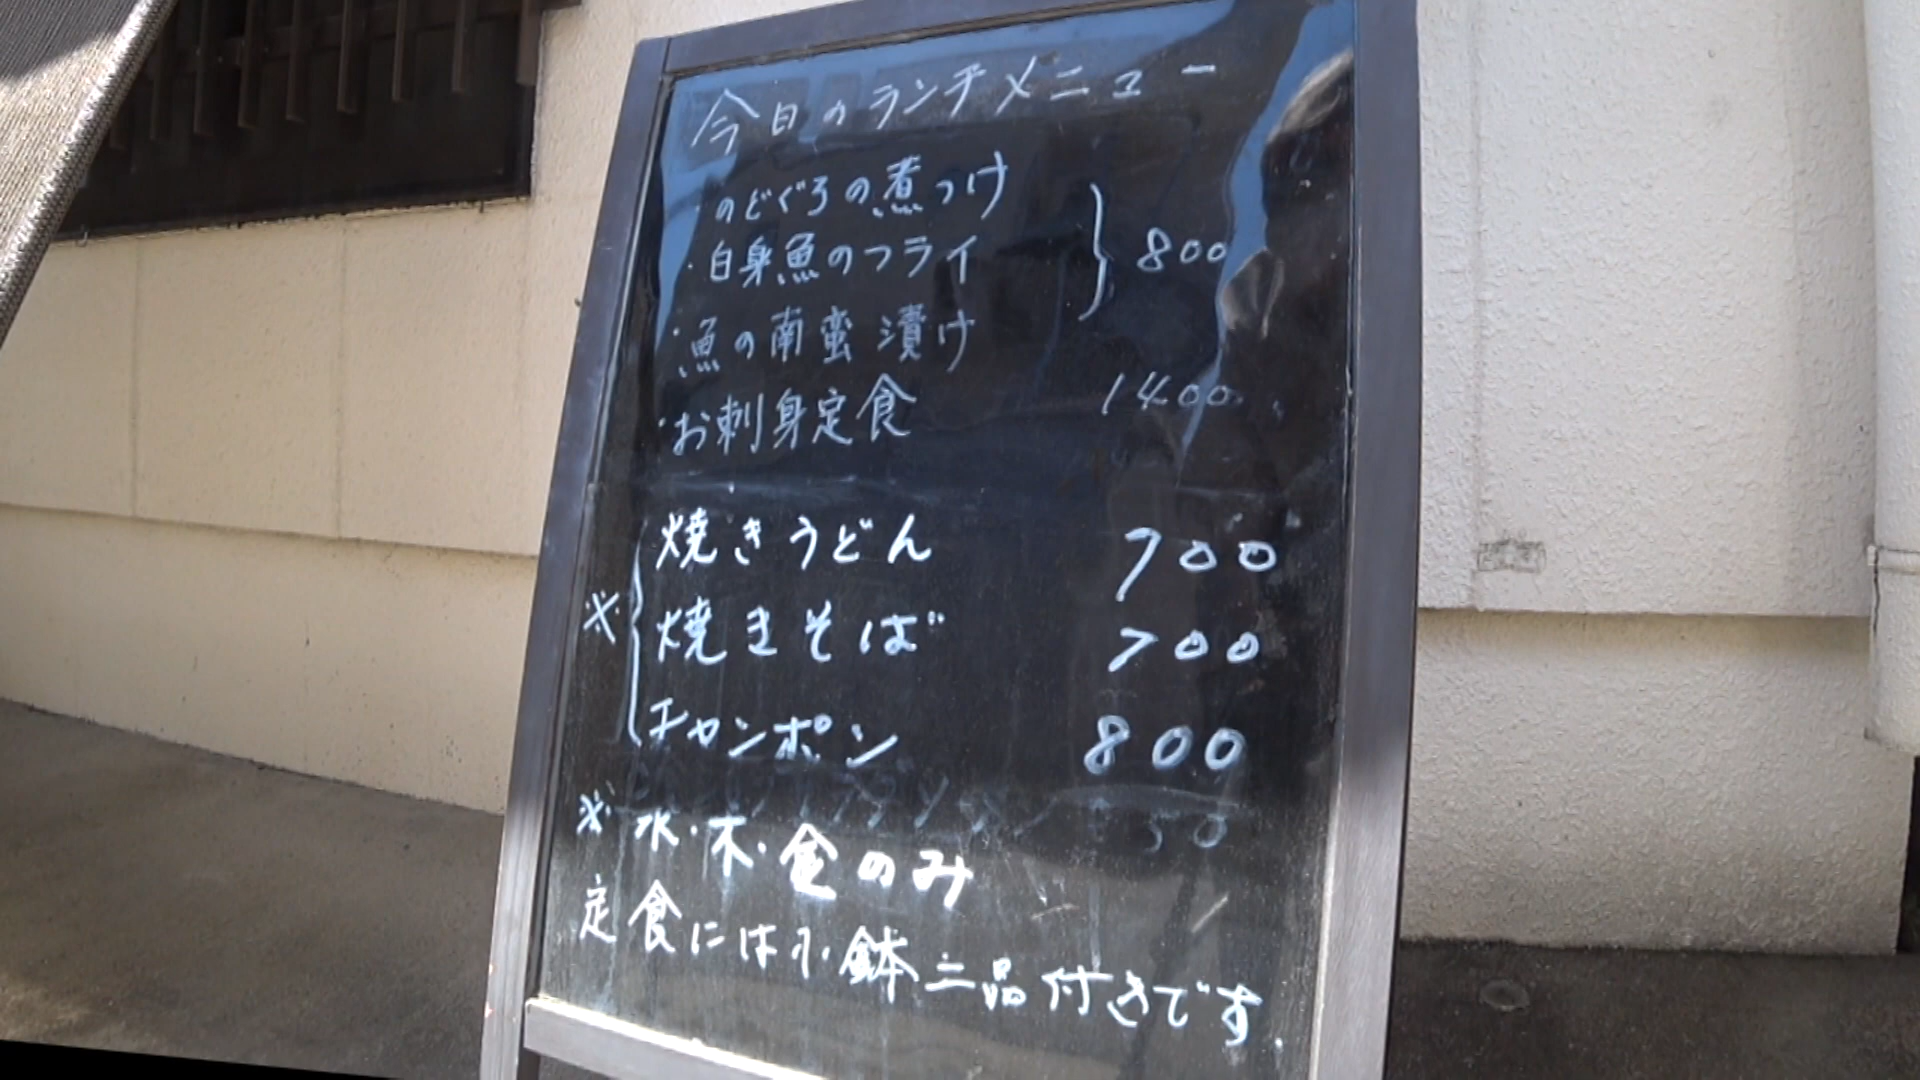 今日のランチメニュー
・のどぐろの煮つけ
・白身魚のフライ } 800
・魚の南蛮漬け
・お刺身定食 1400
焼きうどん 700
※{ 焼きそば 700
チャンポン 800
※水・木・金のみ
定食には小鉢二品付きです.